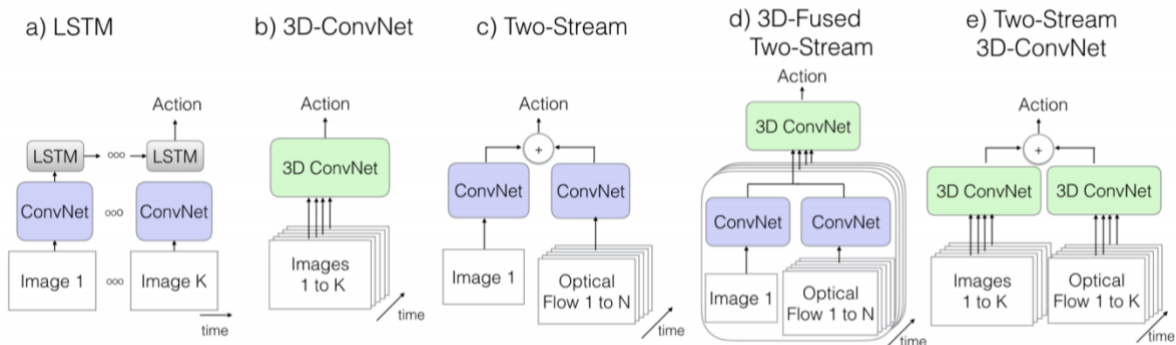 a) LSTM
Action
LSTM
ooo
LSTM
ConvNet
ooo
ConvNet
Image 1
ooo
Image K
time
b) 3D-ConvNet
Action
3D ConvNet
Images
1 to K
time
c) Two-Stream
Action
+
ConvNet
ConvNet
Image 1
Optical
Flow 1 to N
time
d) 3D-Fused
Two-Stream
Action
3D ConvNet
ConvNet
ConvNet
Image 1
Optical
Flow 1 to N
time
e) Two-Stream
3D-ConvNet
Action
+
3D ConvNet
3D ConvNet
Images
1 to K
Optical
Flow 1 to K
time